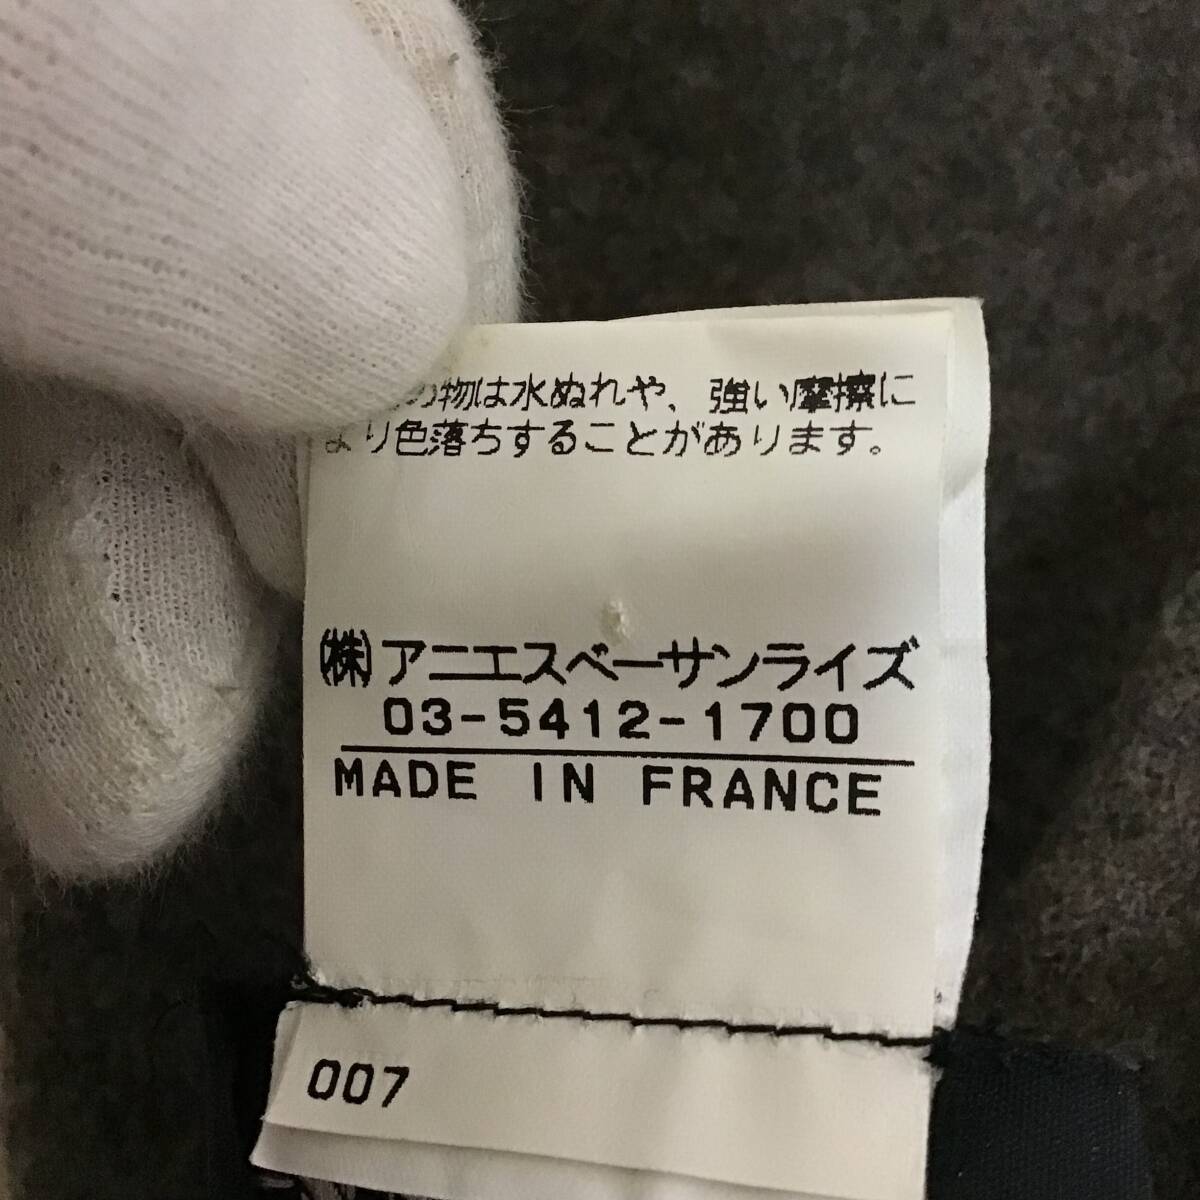 の物は水ぬれや、強い摩擦に
より色落ちすることがあります。
(株)アニエスベーサンライズ
03-5412-1700
MADE IN FRANCE
007